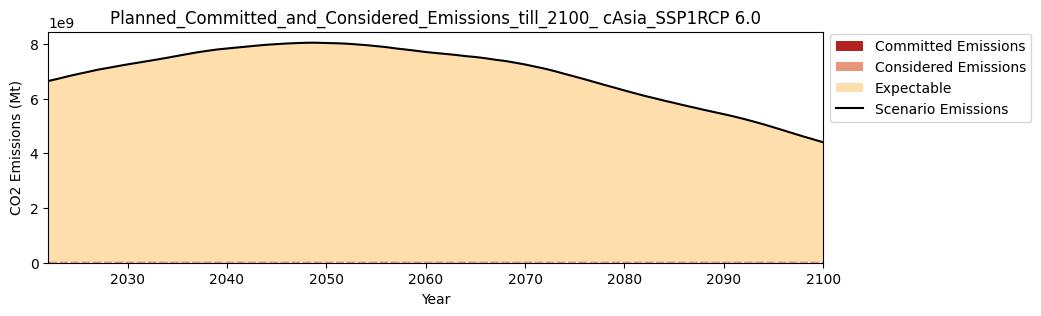 Planned_Committed_and_Considered_Emissions_till_2100_ cAsia_SSP1RCP 6.0
1e9
8
6
4
2
0
CO2 Emissions (Mt)
2030 2040 2050 2060 2070 2080 2090 2100
Year
Committed Emissions
Considered Emissions
Expectable
Scenario Emissions